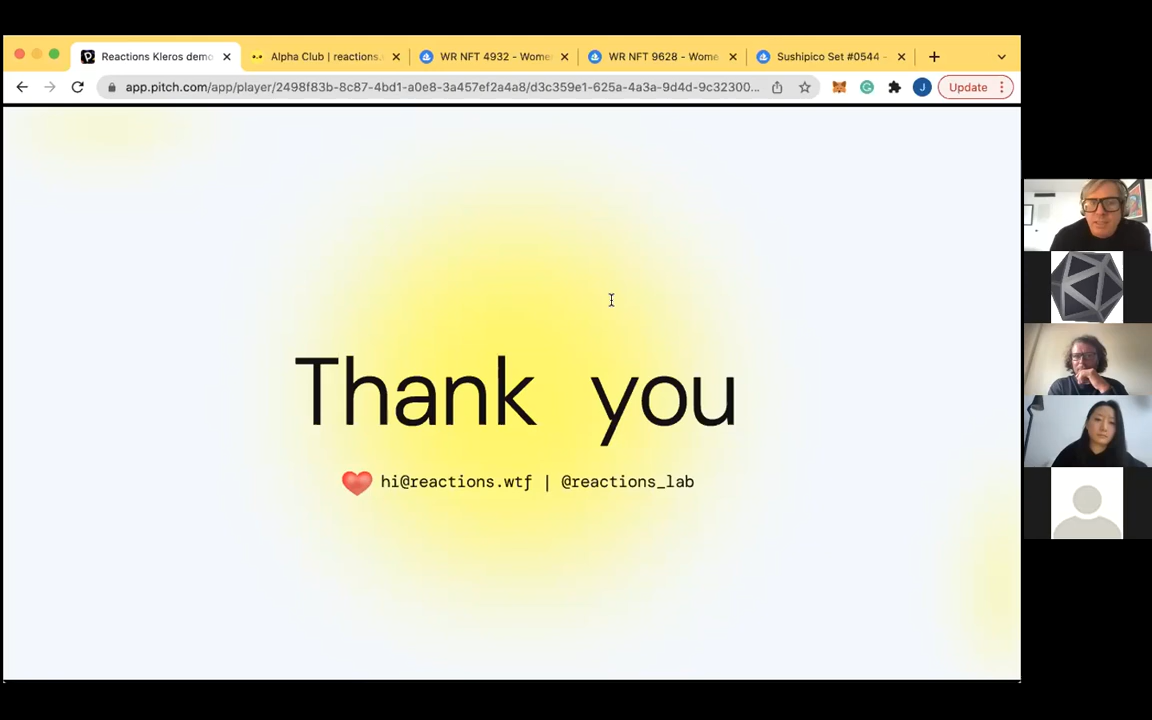 Reactions Kleros demo
Alpha Club | reactions.
WR NFT 4932 - Wome
WR NFT 9628 - Wome
Sushipico Set #0544 -
app.pitch.com/app/player/2498f83b-8c87-4bd1-a0e8-3a457ef2a4a8/d3c359e1-625a-4a3a-9d4d-9c32300...
J
Update
Thank you
hi@reactions.wtf | @reactions_lab